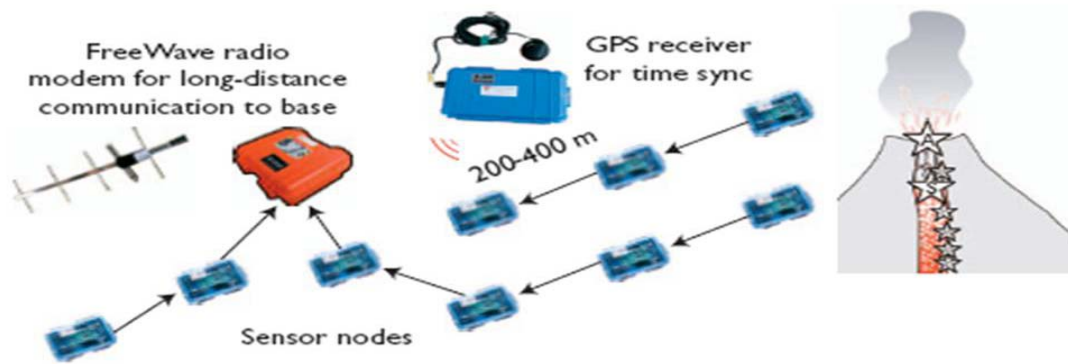 FreeWave radio
modem for long-distance
communication to base
GPS receiver
for time sync
200-400 m
Sensor nodes
A
S